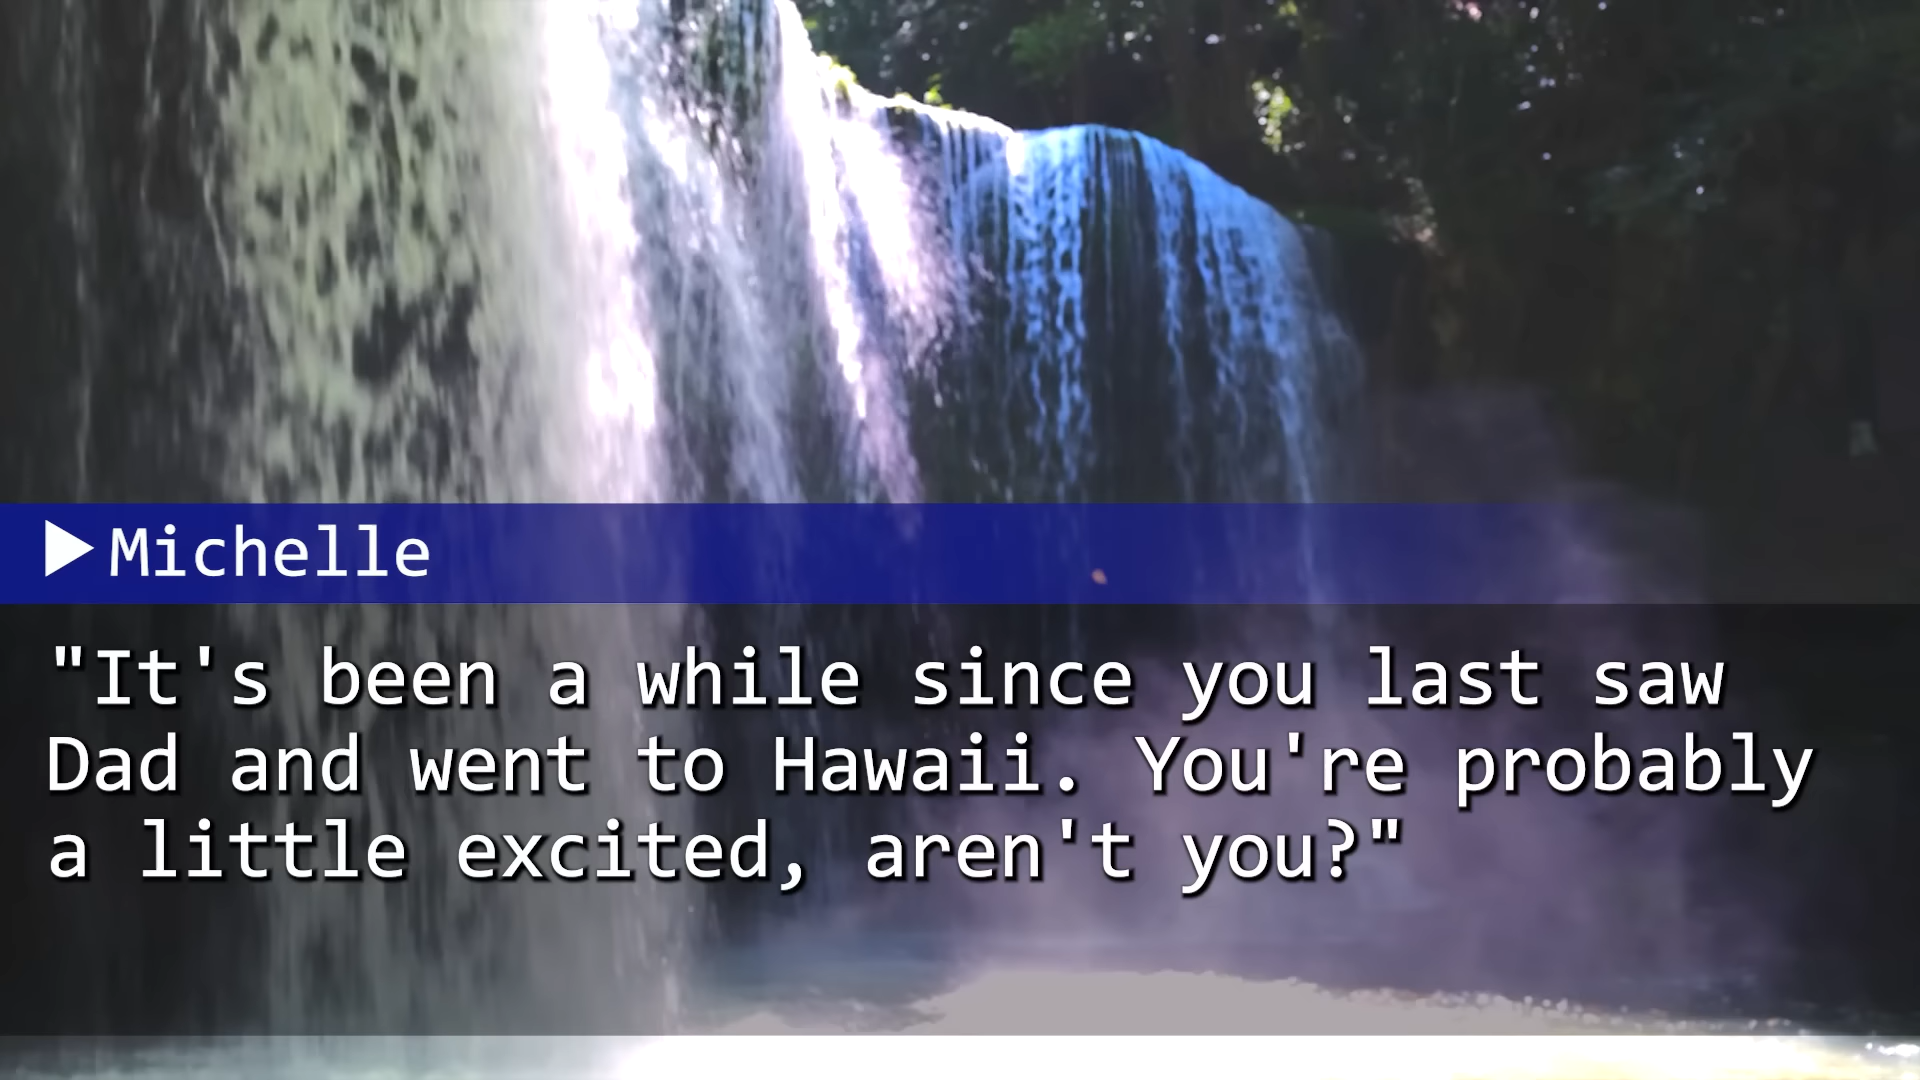 ▶Michelle
"It's been a while since you last saw
Dad and went to Hawaii. You're probably
a little excited, aren't you?"